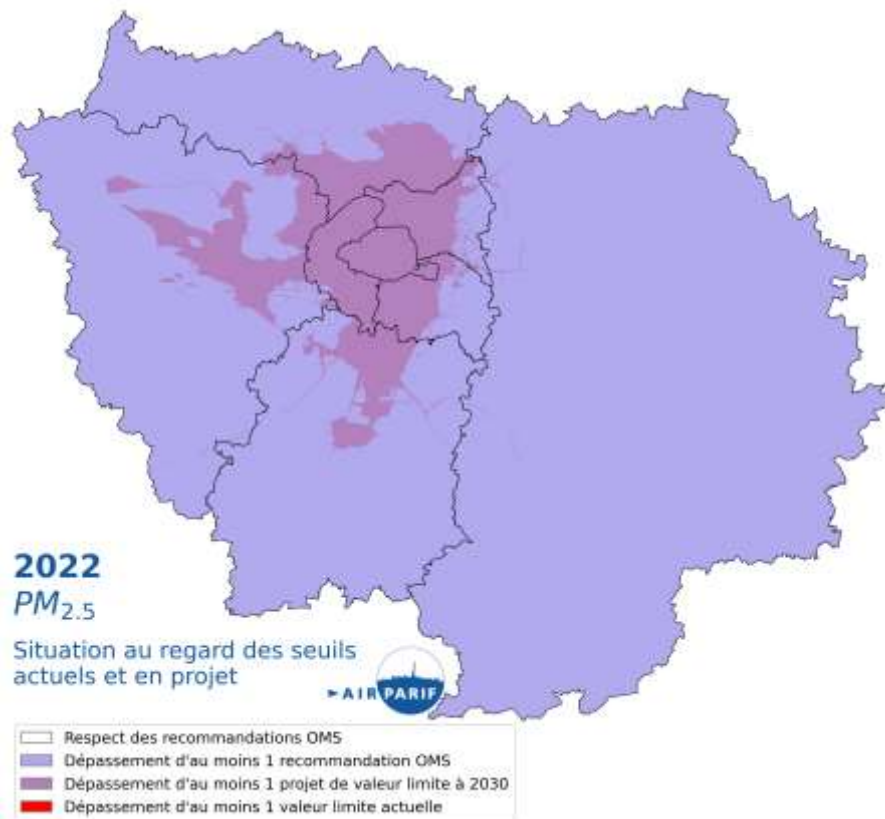 2022
PM2.5
Situation au regard des seuils
actuels et en projet
AIRPARIF
Respect des recommandations OMS
Dépassement d'au moins 1 recommandation OMS
Dépassement d'au moins 1 projet de valeur limite à 2030
Dépassement d'au moins 1 valeur limite actuelle